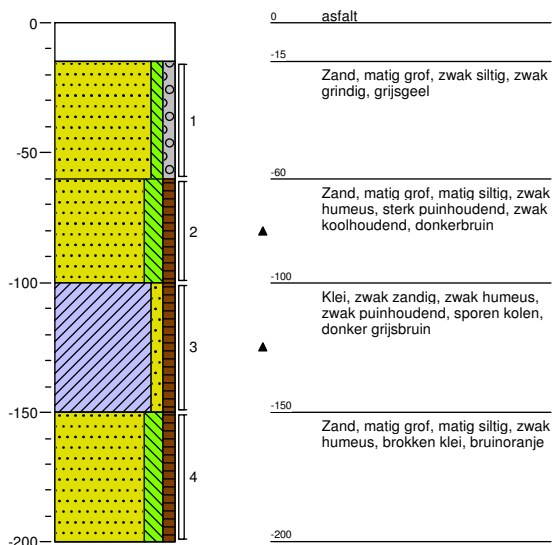 0
-50
-100
-150
-200
1
2
3
4
0 asfalt
-15
Zand, matig grof, zwak siltig, zwak
grindig, grijsgeel
-60
Zand, matig grof, matig siltig, zwak
humeus, sterk puinhoudend, zwak
koolhoudend, donkerbruin
-100
Klei, zwak zandig, zwak humeus,
zwak puinhoudend, sporen kolen,
donker grijsbruin
-150
Zand, matig grof, matig siltig, zwak
humeus, brokken klei, bruinoranje
-200